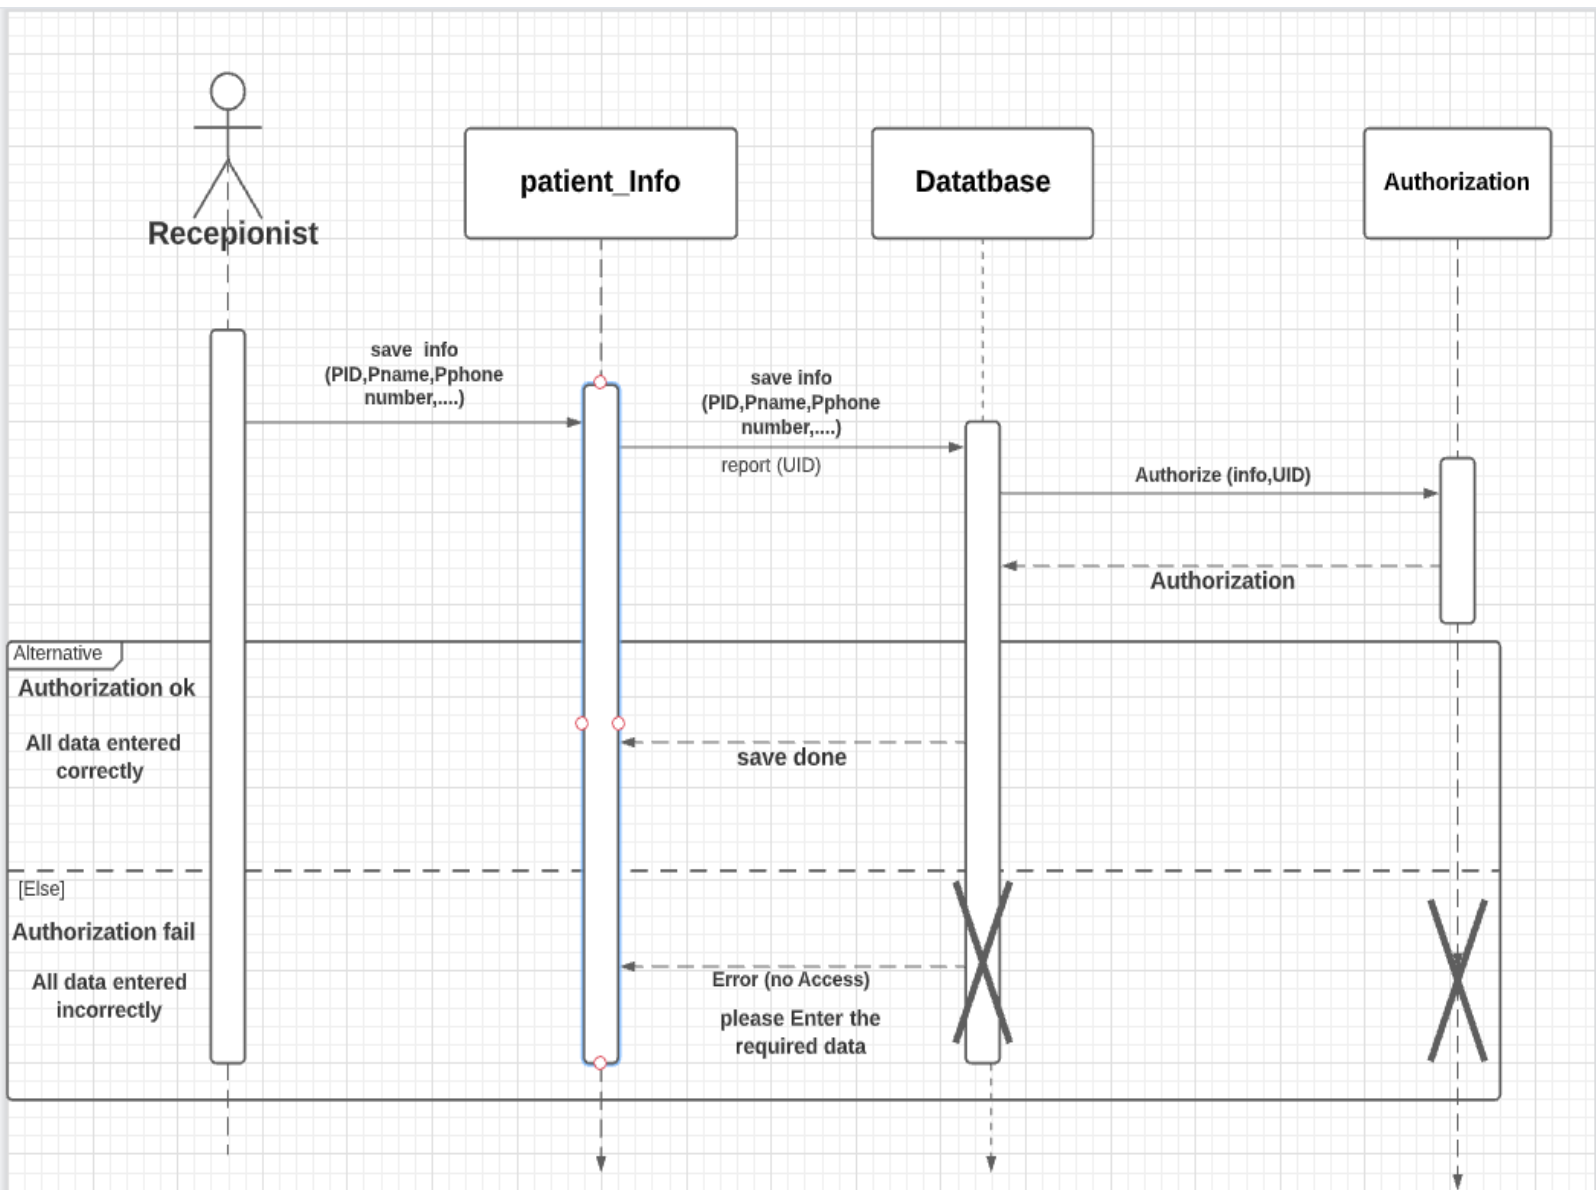 Recepionist
patient_Info
Datatbase
Authorization
save info
(PID,Pname,Pphone
number,....)
save info
(PID,Pname,Pphone
number,....)
report (UID)
Authorize (info,UID)
Authorization
Alternative
Authorization ok
All data entered
correctly
save done
[Else]
Authorization fail
All data entered
incorrectly
Error (no Access)
please Enter the
required data